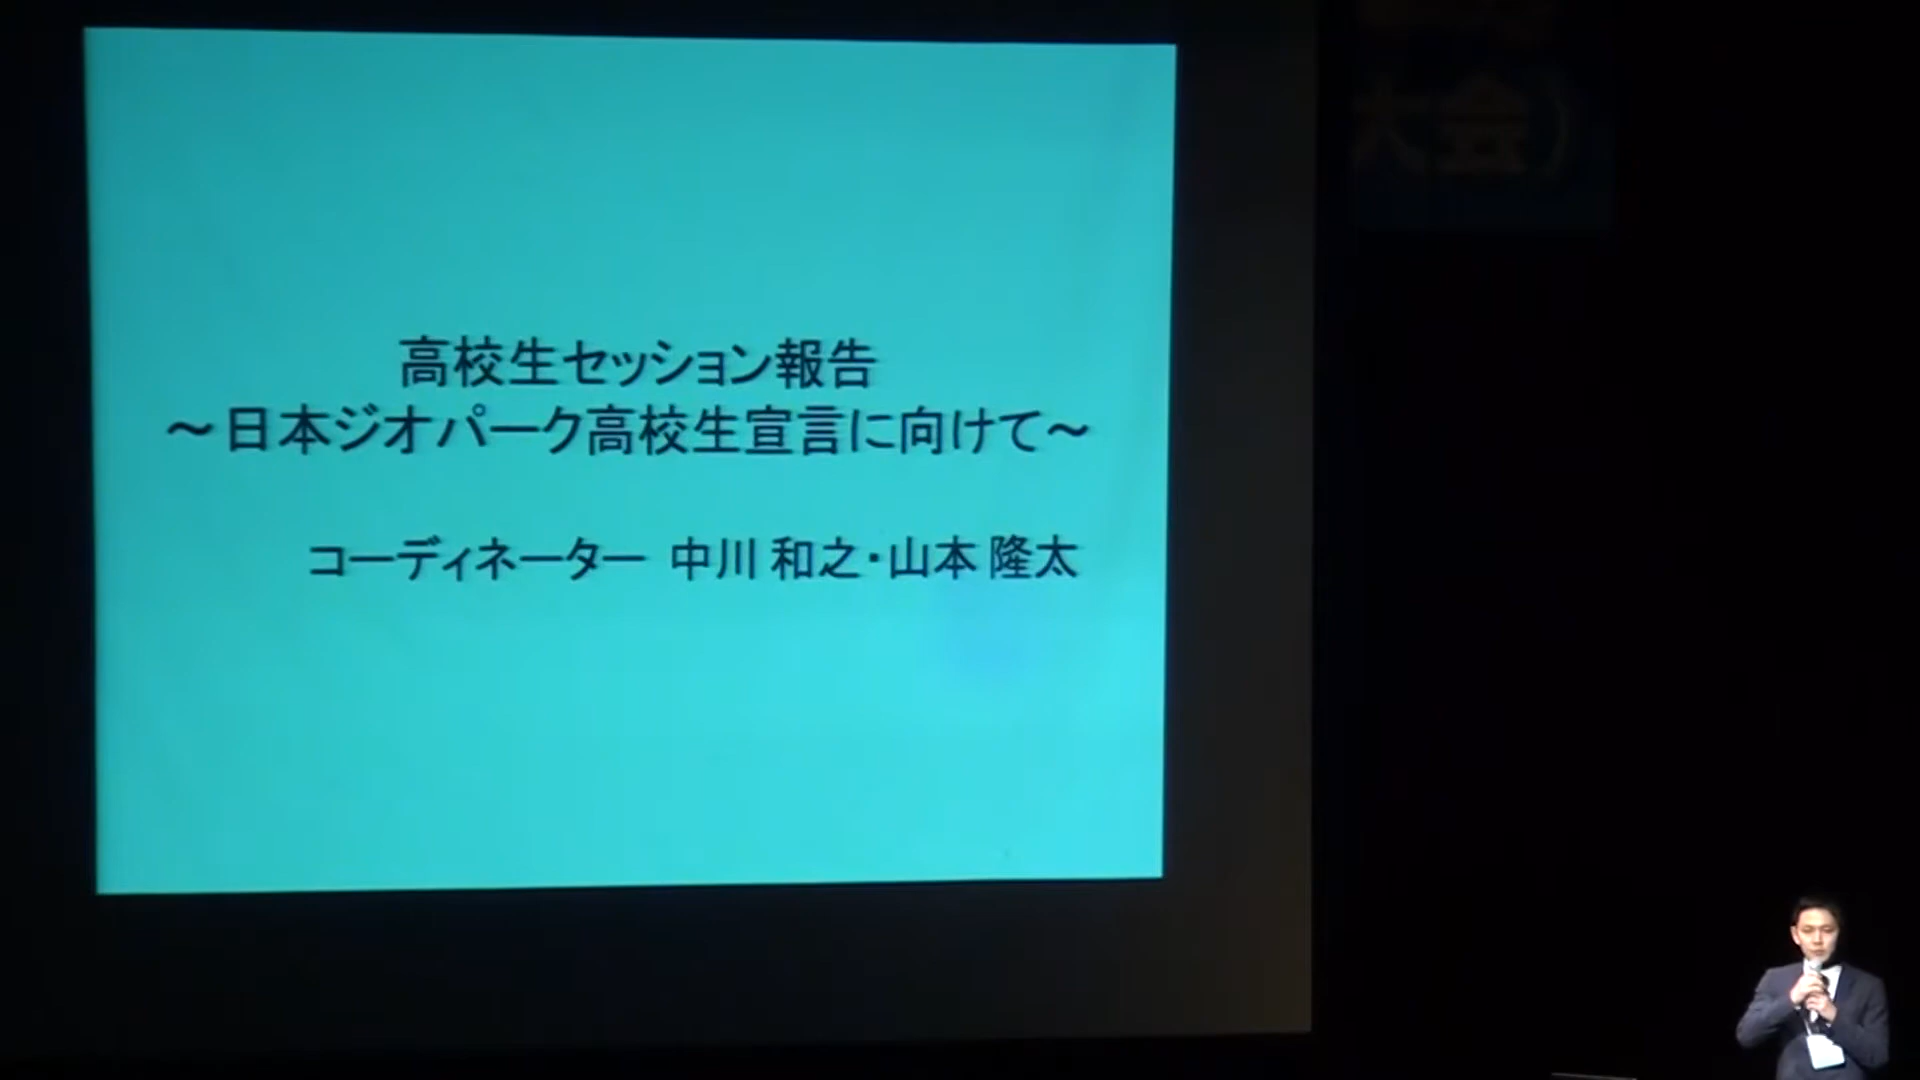 高校生セッション報告
～日本ジオパーク高校生宣言に向けて～
コーディネーター 中川 和之・山本 隆太
大会）